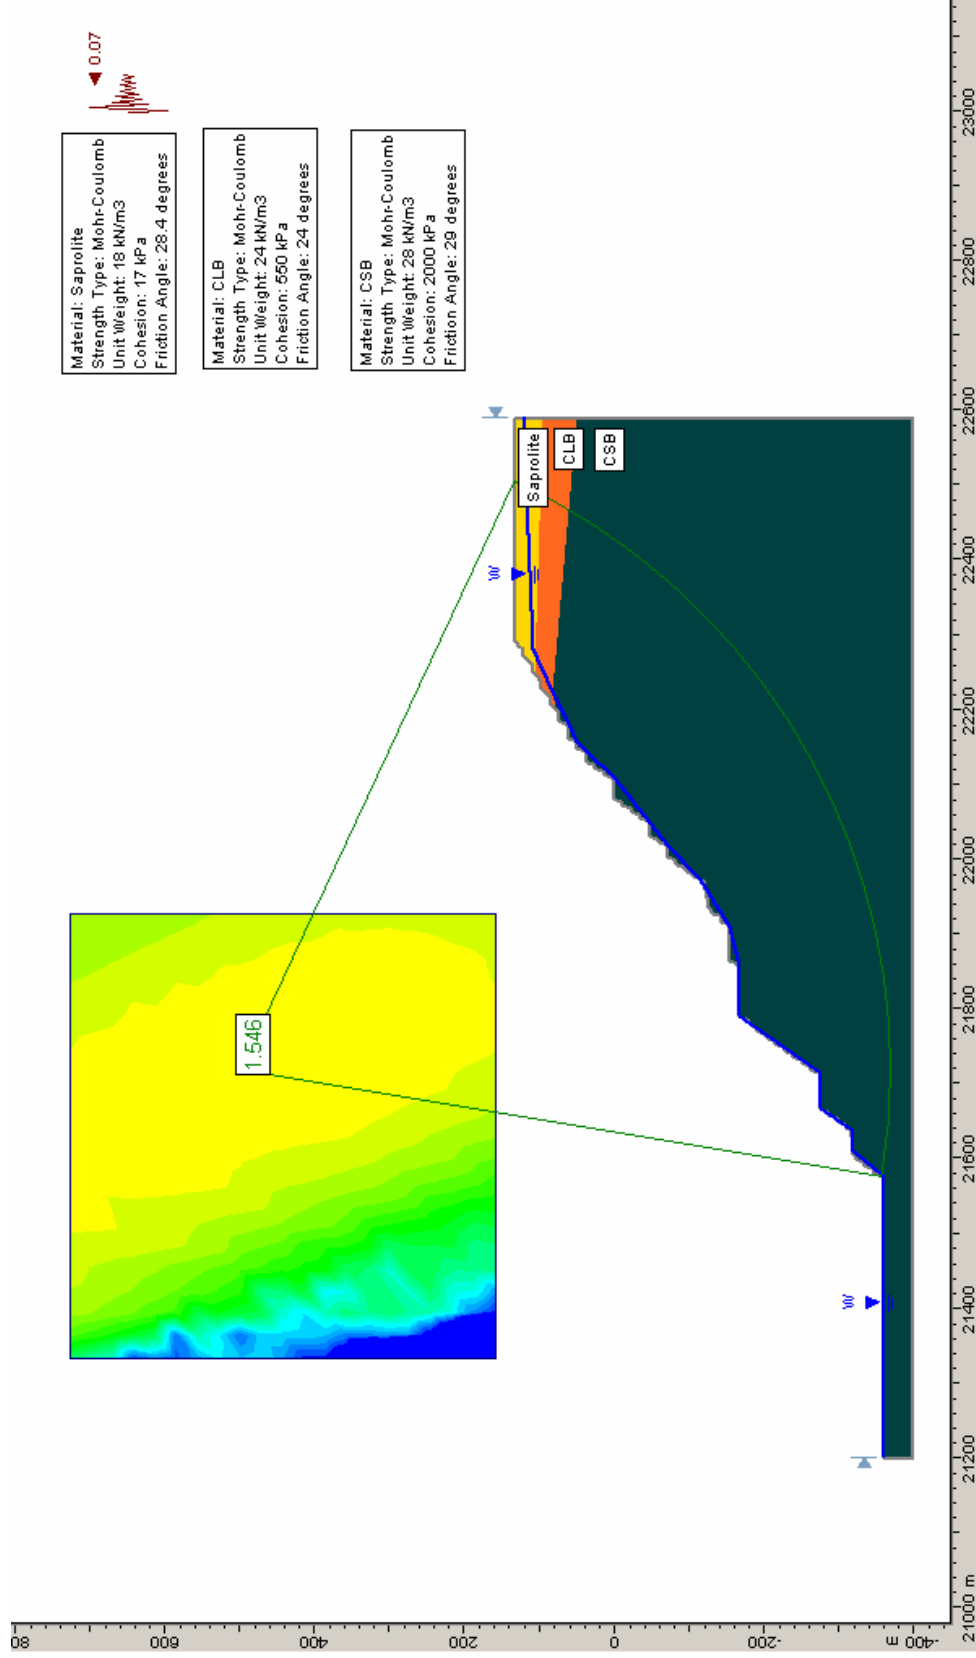 0.07
Material: Saprolite
Strength Type: Mohr-Coulomb
Unit Weight: 18 kN/m3
Cohesion: 17 kPa
Friction Angle: 28.4 degrees
Material: CLB
Strength Type: Mohr-Coulomb
Unit Weight: 24 kN/m3
Cohesion: 550 kPa
Friction Angle: 24 degrees
Material: CSB
Strength Type: Mohr-Coulomb
Unit Weight: 28 kN/m3
Cohesion: 2000 kPa
Friction Angle: 29 degrees
1.546
W
Saprolite
CLB
CSB
W
600
400
200
0
-200
-400 m
21000 m
21200
21400
21600
21800
22000
22200
22400
22600
22800
23000